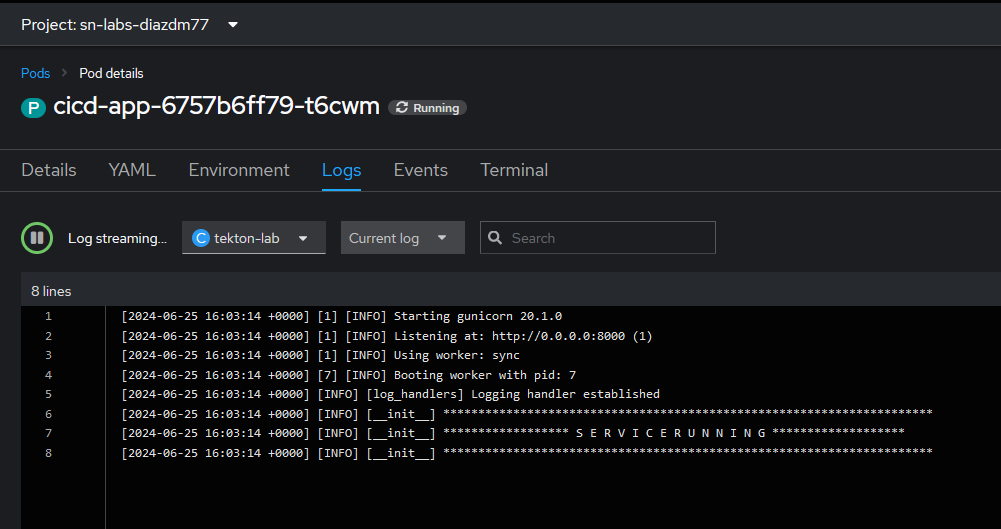 Project: sn-labs-diazdm77
Pods > Pod details
P cicd-app-6757b6ff79-t6cwm Running
Details YAML Environment Logs Events Terminal
Log streaming... C tekton-lab Current log Search
8 lines
1 [2024-06-25 16:03:14 +0000] [1] [INFO] Starting gunicorn 20.1.0
2 [2024-06-25 16:03:14 +0000] [1] [INFO] Listening at: http://0.0.0.0:8000 (1)
3 [2024-06-25 16:03:14 +0000] [1] [INFO] Using worker: sync
4 [2024-06-25 16:03:14 +0000] [7] [INFO] Booting worker with pid: 7
5 [2024-06-25 16:03:14 +0000] [INFO] [log_handlers] Logging handler established
6 [2024-06-25 16:03:14 +0000] [INFO] [__init__] **********************************************************************
7 [2024-06-25 16:03:14 +0000] [INFO] [__init__] ****************** S E R V I C E R U N N I N G *******************
8 [2024-06-25 16:03:14 +0000] [INFO] [__init__] **********************************************************************